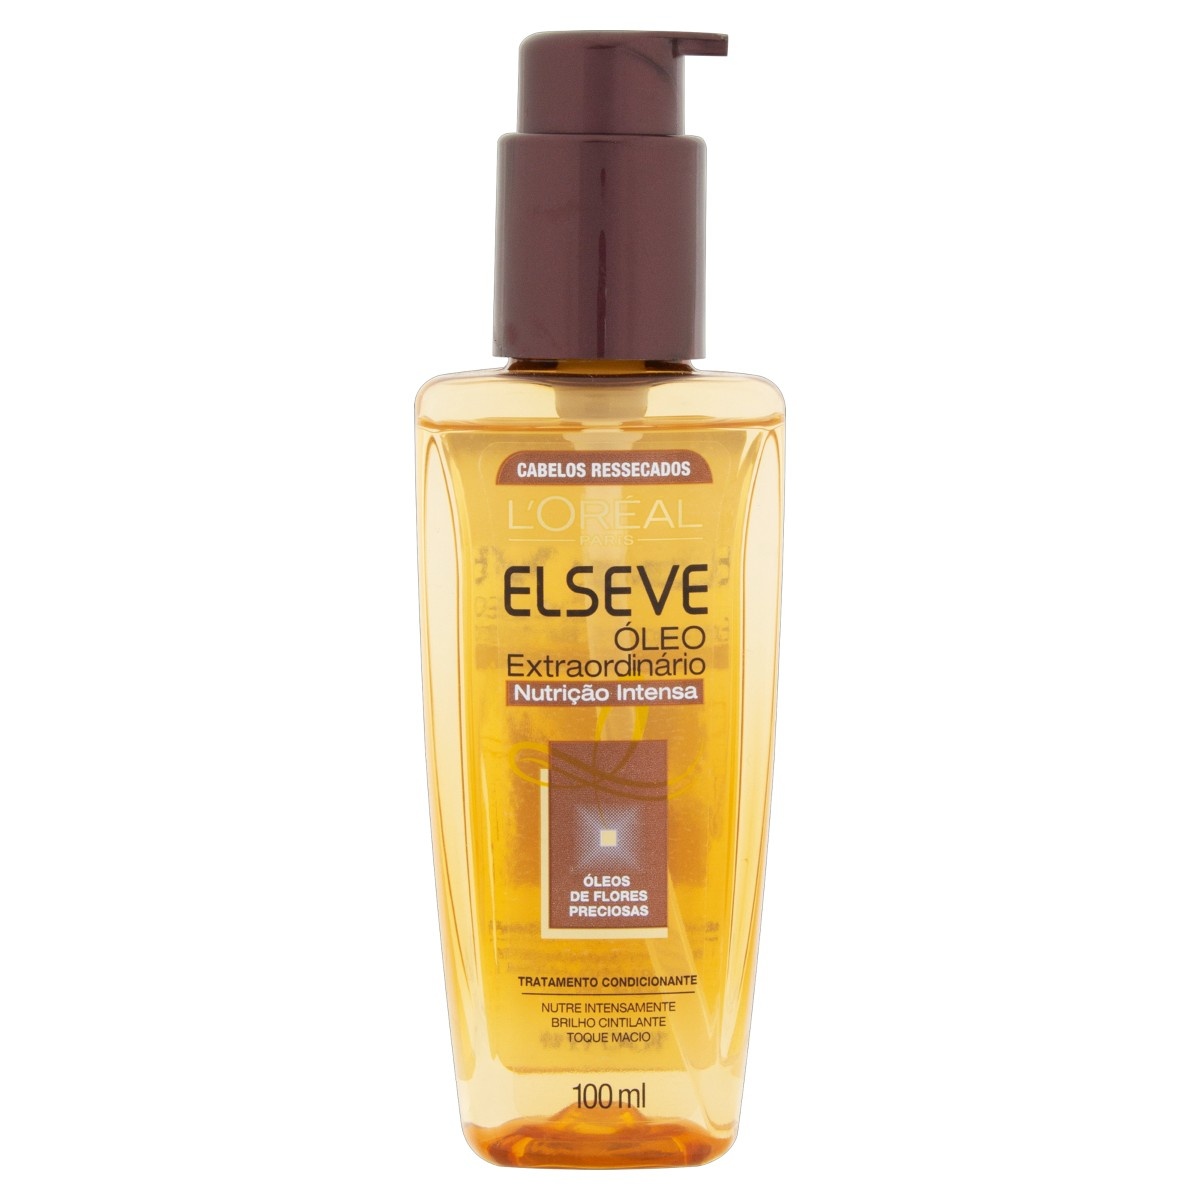 CABELOS RESSECADOS
L'ORÉAL
PARIS
ELSEVE
ÓLEO
Extraordinário
Nutrição Intensa
ÓLEOS
DE FLORES
PRECIOSAS
TRATAMENTO CONDICIONANTE
NUTRE INTENSAMENTE
BRILHO CINTILANTE
TOQUE MACIO
100 ml